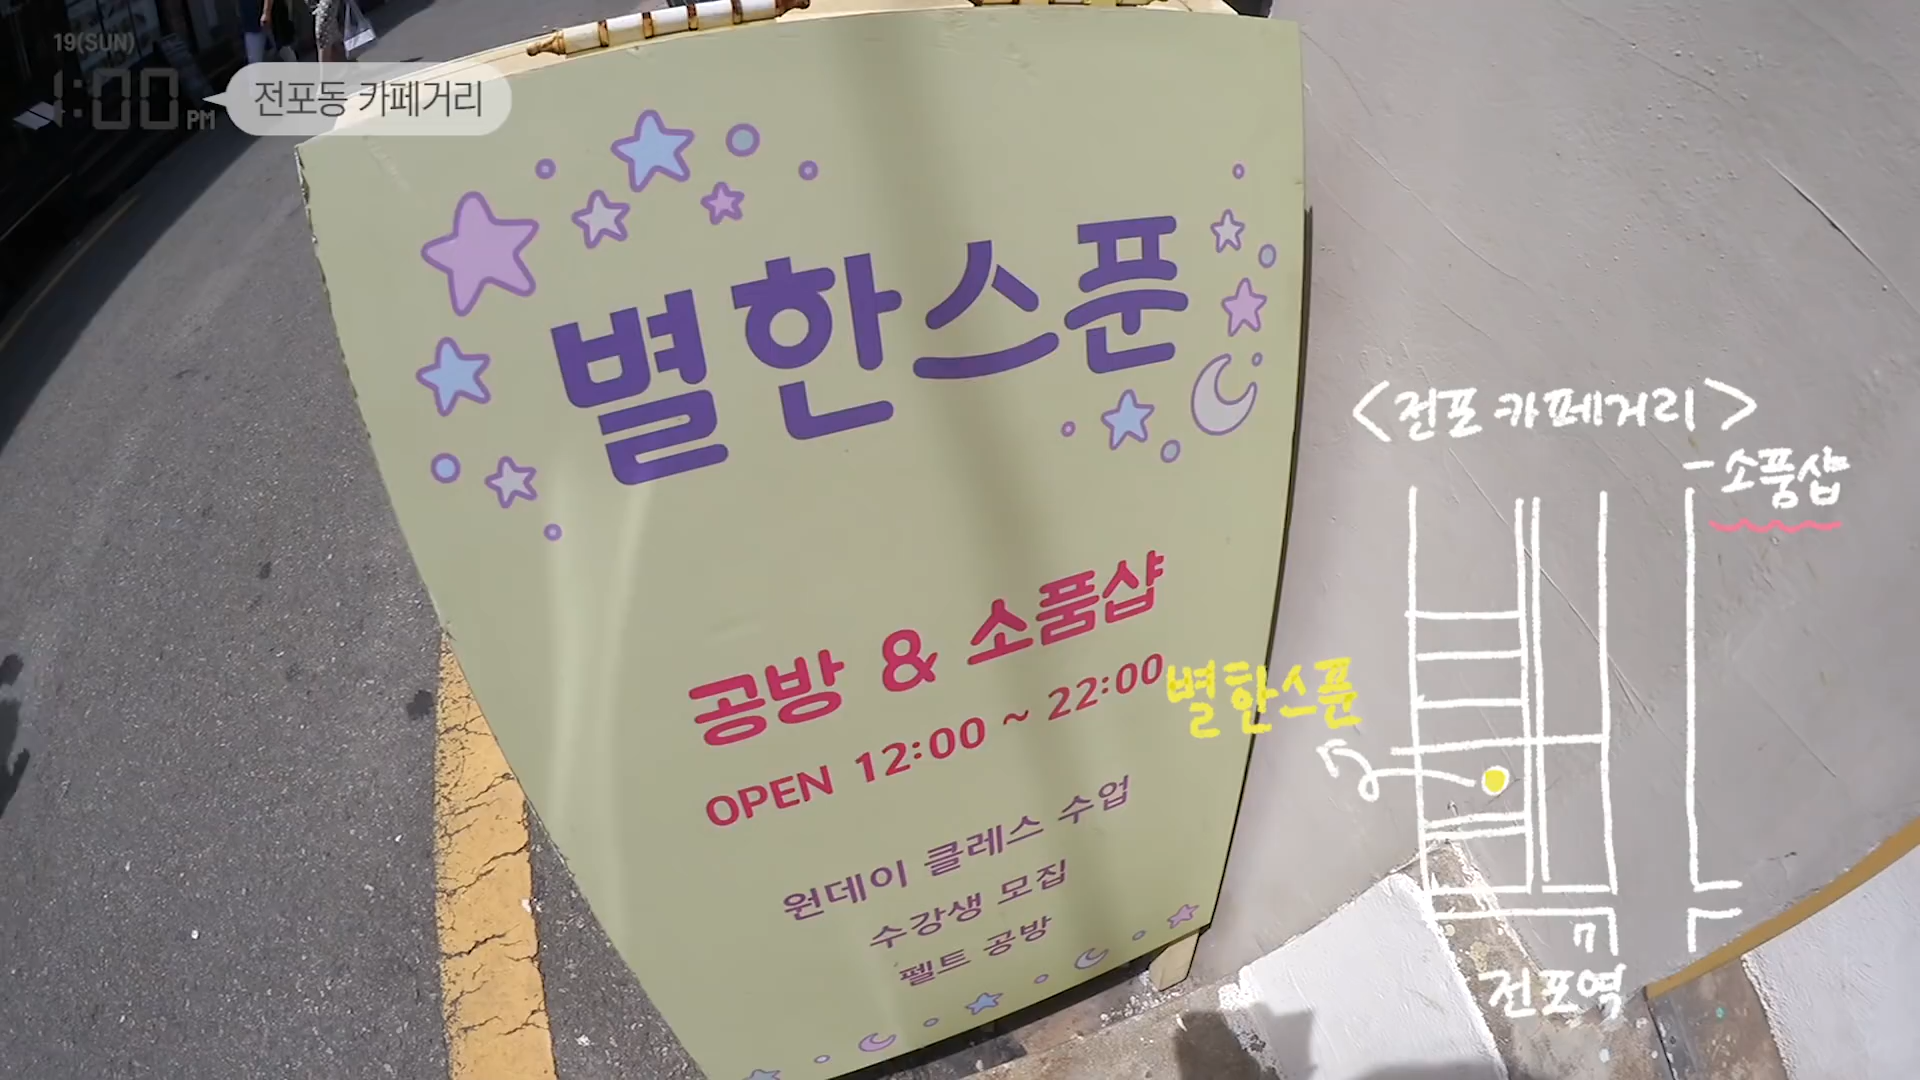 19(SUN)
1:00 PM
전포동 카페거리
별한스푼
공방 & 소품샵
OPEN 12:00 ~ 22:00
원데이 클레스 수업
수강생 모집
펠트 공방
<전포 카페거리>
소품샵
별한스푼
전포역